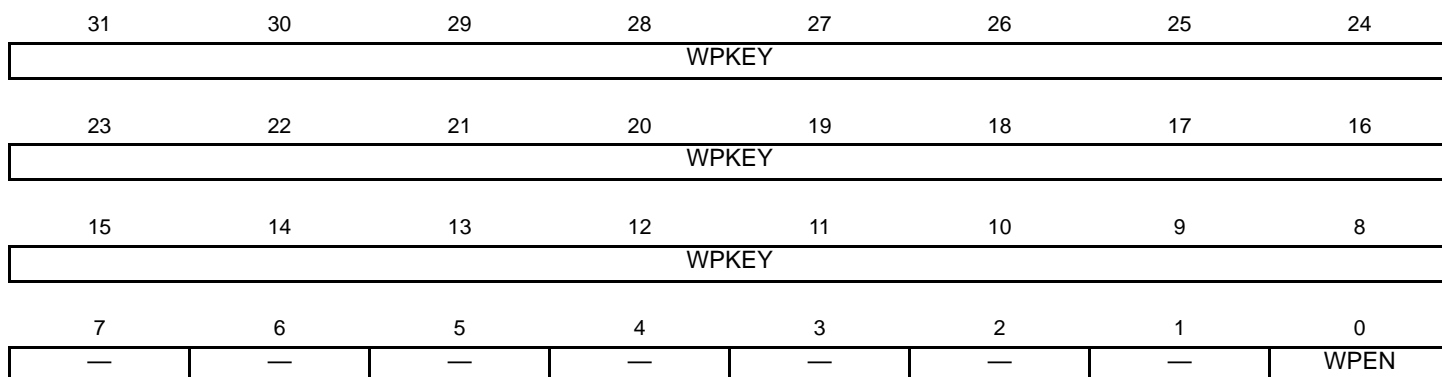 31 30 29 28 27 26 25 24
WPKEY
23 22 21 20 19 18 17 16
WPKEY
15 14 13 12 11 10 9 8
WPKEY
7 6 5 4 3 2 1 0
— — — — — — — WPEN